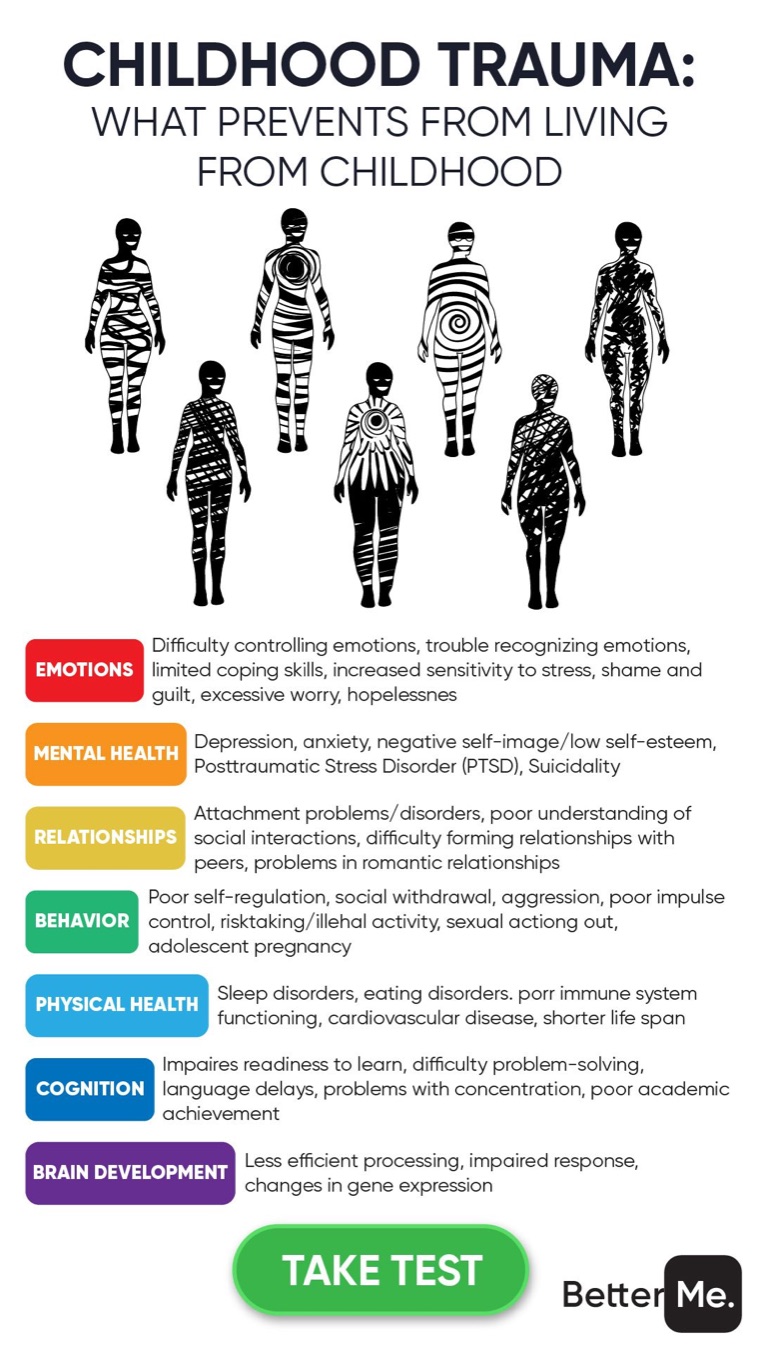 CHILDHOOD TRAUMA:
WHAT PREVENTS FROM LIVING
FROM CHILDHOOD
EMOTIONS
Difficulty controlling emotions, trouble recognizing emotions,
limited coping skills, increased sensitivity to stress, shame and
guilt, excessive worry, hopelessnes
MENTAL HEALTH
Depression, anxiety, negative self-image/low self-esteem,
Posttraumatic Stress Disorder (PTSD), Suicidality
RELATIONSHIPS
Attachment problems/disorders, poor understanding of
social interactions, difficulty forming relationships with
peers, problems in romantic relationships
BEHAVIOR
Poor self-regulation, social withdrawal, aggression, poor impulse
control, risktaking/illehal activity, sexual actiong out,
adolescent pregnancy
PHYSICAL HEALTH
Sleep disorders, eating disorders. porr immune system
functioning, cardiovascular disease, shorter life span
COGNITION
Impaires readiness to learn, difficulty problem-solving,
language delays, problems with concentration, poor academic
achievement
BRAIN DEVELOPMENT
Less efficient processing, impaired response,
changes in gene expression
TAKE TEST
BetterMe.